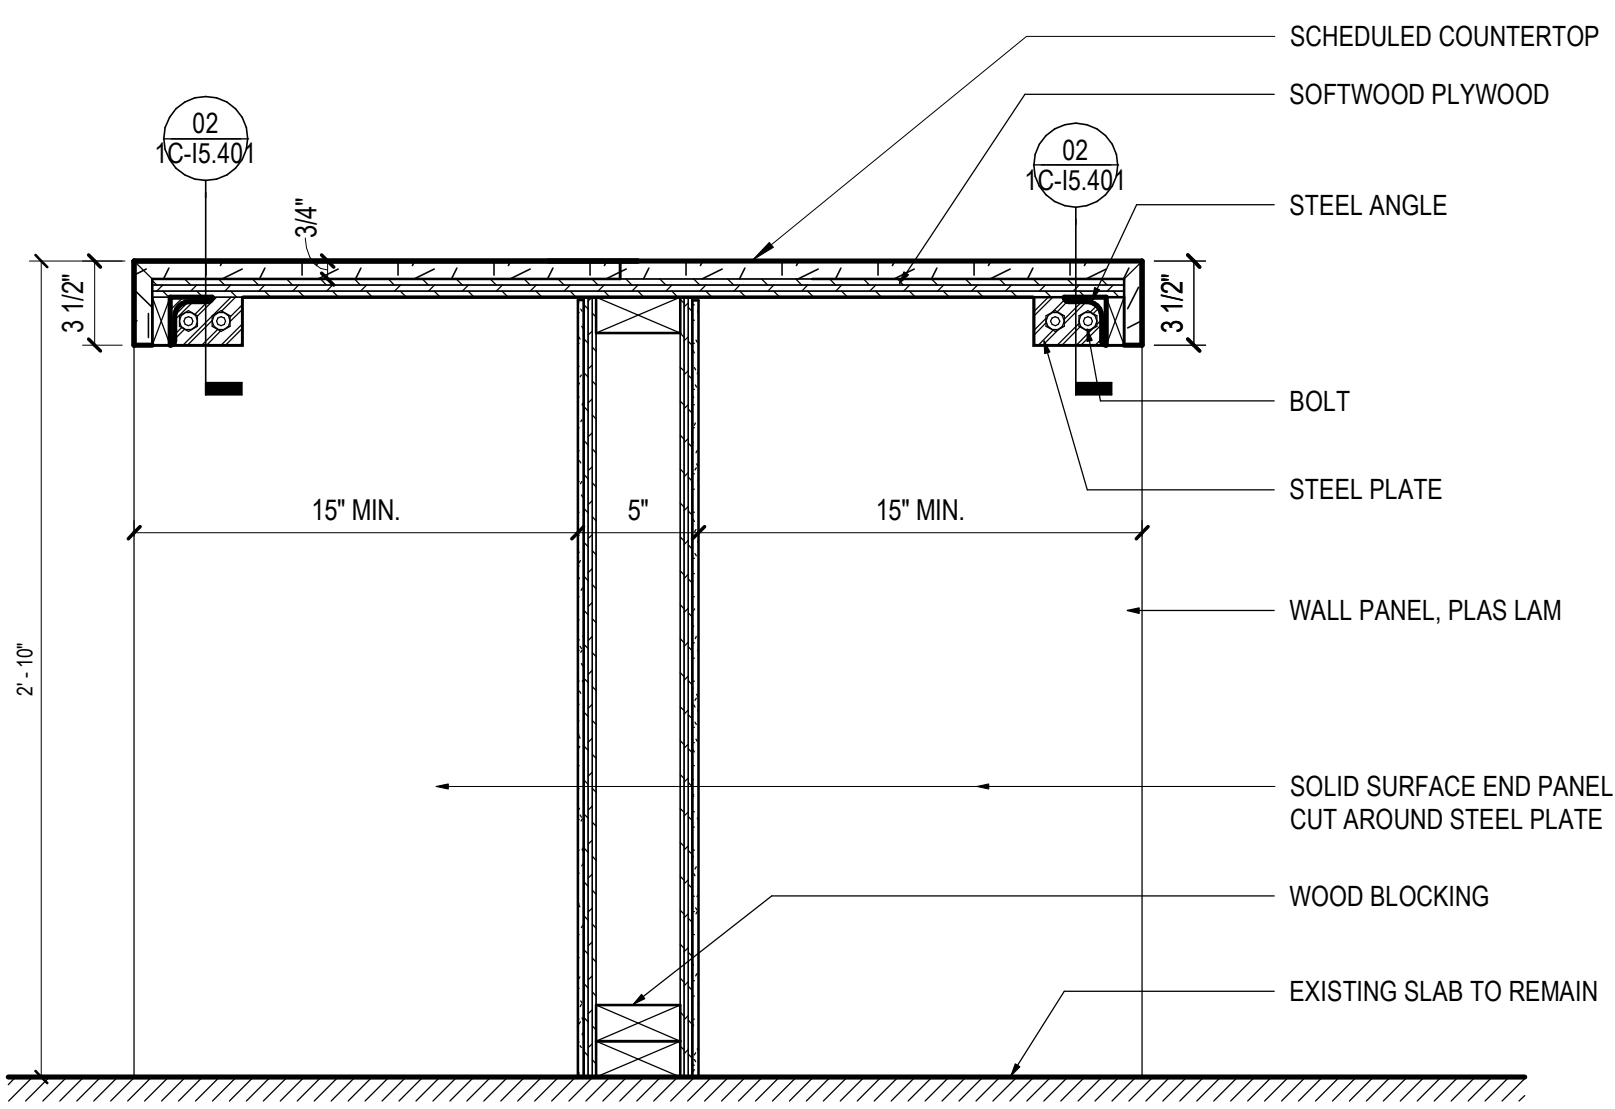 SCHEDULED COUNTERTOP
SOFTWOOD PLYWOOD
02
1C-I5.401
02
1C-I5.401
STEEL ANGLE
3/4"
3 1/2"
3 1/2"
BOLT
STEEL PLATE
15" MIN.
5"
15" MIN.
WALL PANEL, PLAS LAM
2' - 10"
SOLID SURFACE END PANEL
CUT AROUND STEEL PLATE
WOOD BLOCKING
EXISTING SLAB TO REMAIN